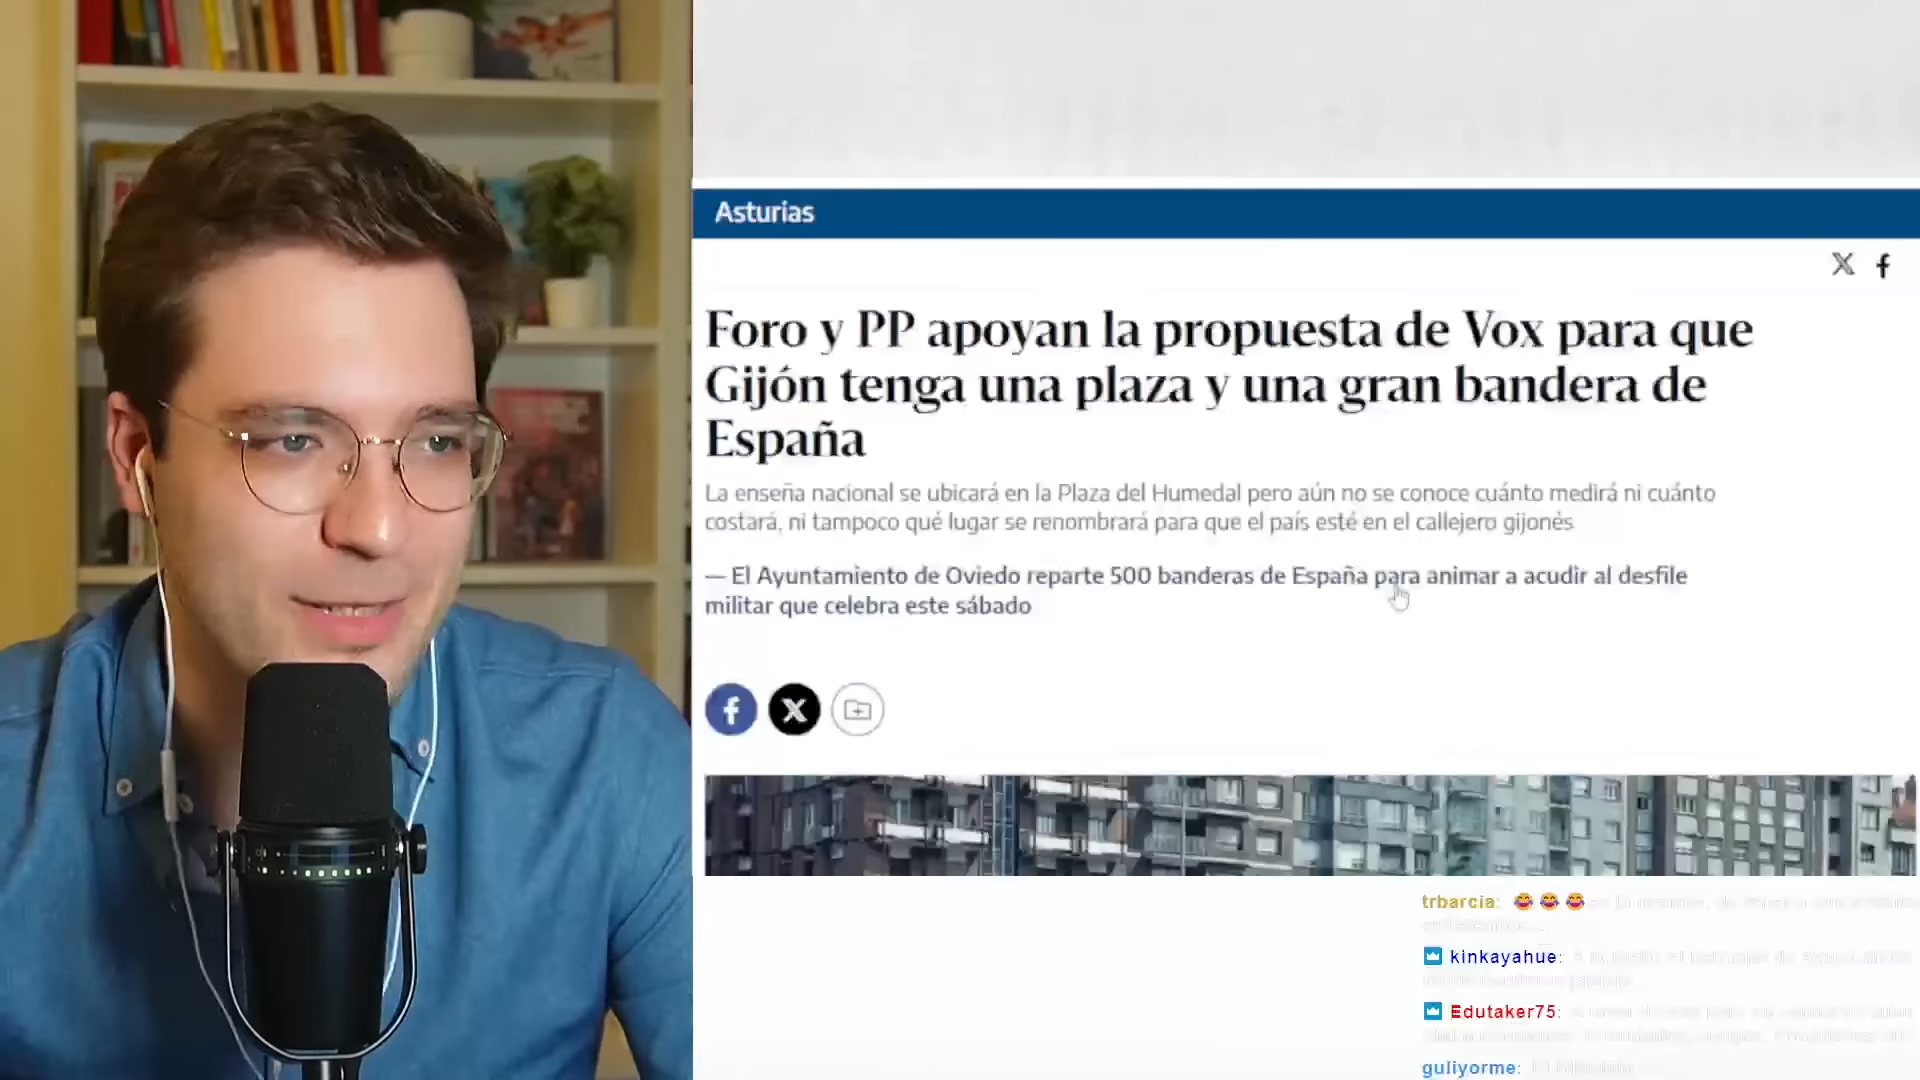 Asturias
Foro y PP apoyan la propuesta de Vox para que
Gijón tenga una plaza y una gran bandera de
España
La enseña nacional se ubicará en la Plaza del Humedal pero aún no se conoce cuánto medirá ni cuánto
costará, ni tampoco qué lugar se renombrará para que el país esté en el callejero gijonés
— El Ayuntamiento de Oviedo reparte 500 banderas de España para animar a acudir al desfile
militar que celebra este sábado
trbarcia:
kinkayahue:
Edutaker75:
guliyorme: